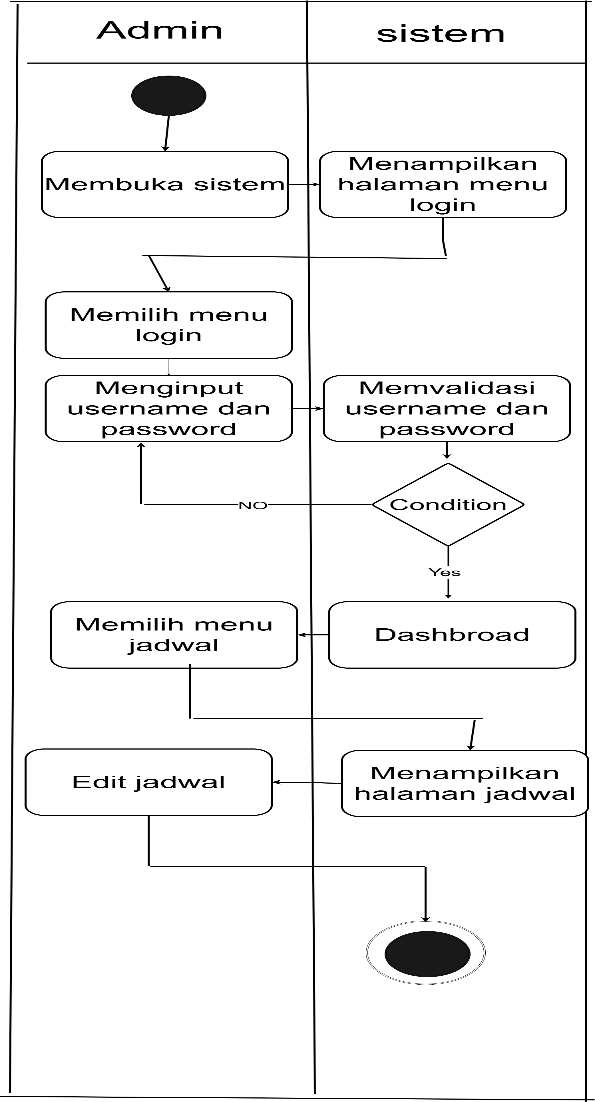 Admin
sistem
Membuka sistem
Menampilkan
halaman menu
login
Memilih menu
login
Menginput
username dan
password
Memvalidasi
username dan
password
Condition
NO
Yes
Dashbroad
Memilih menu
jadwal
Menampilkan
halaman jadwal
Edit jadwal